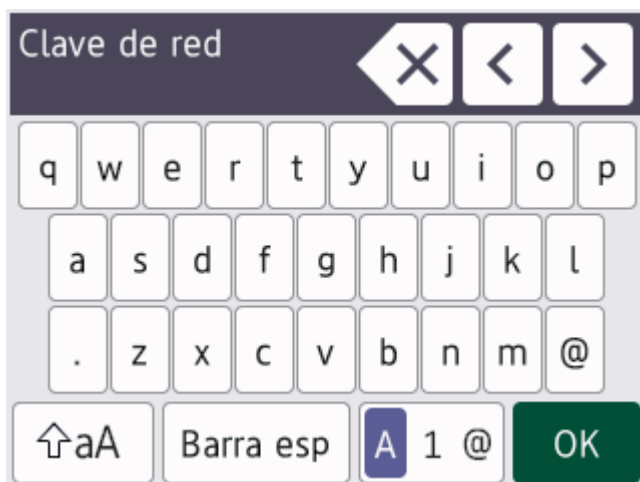 Clave de red
q w e r t y u i o p
a s d f g h j k l
. z x c v b n m @
aA Barra esp A 1 @ OK